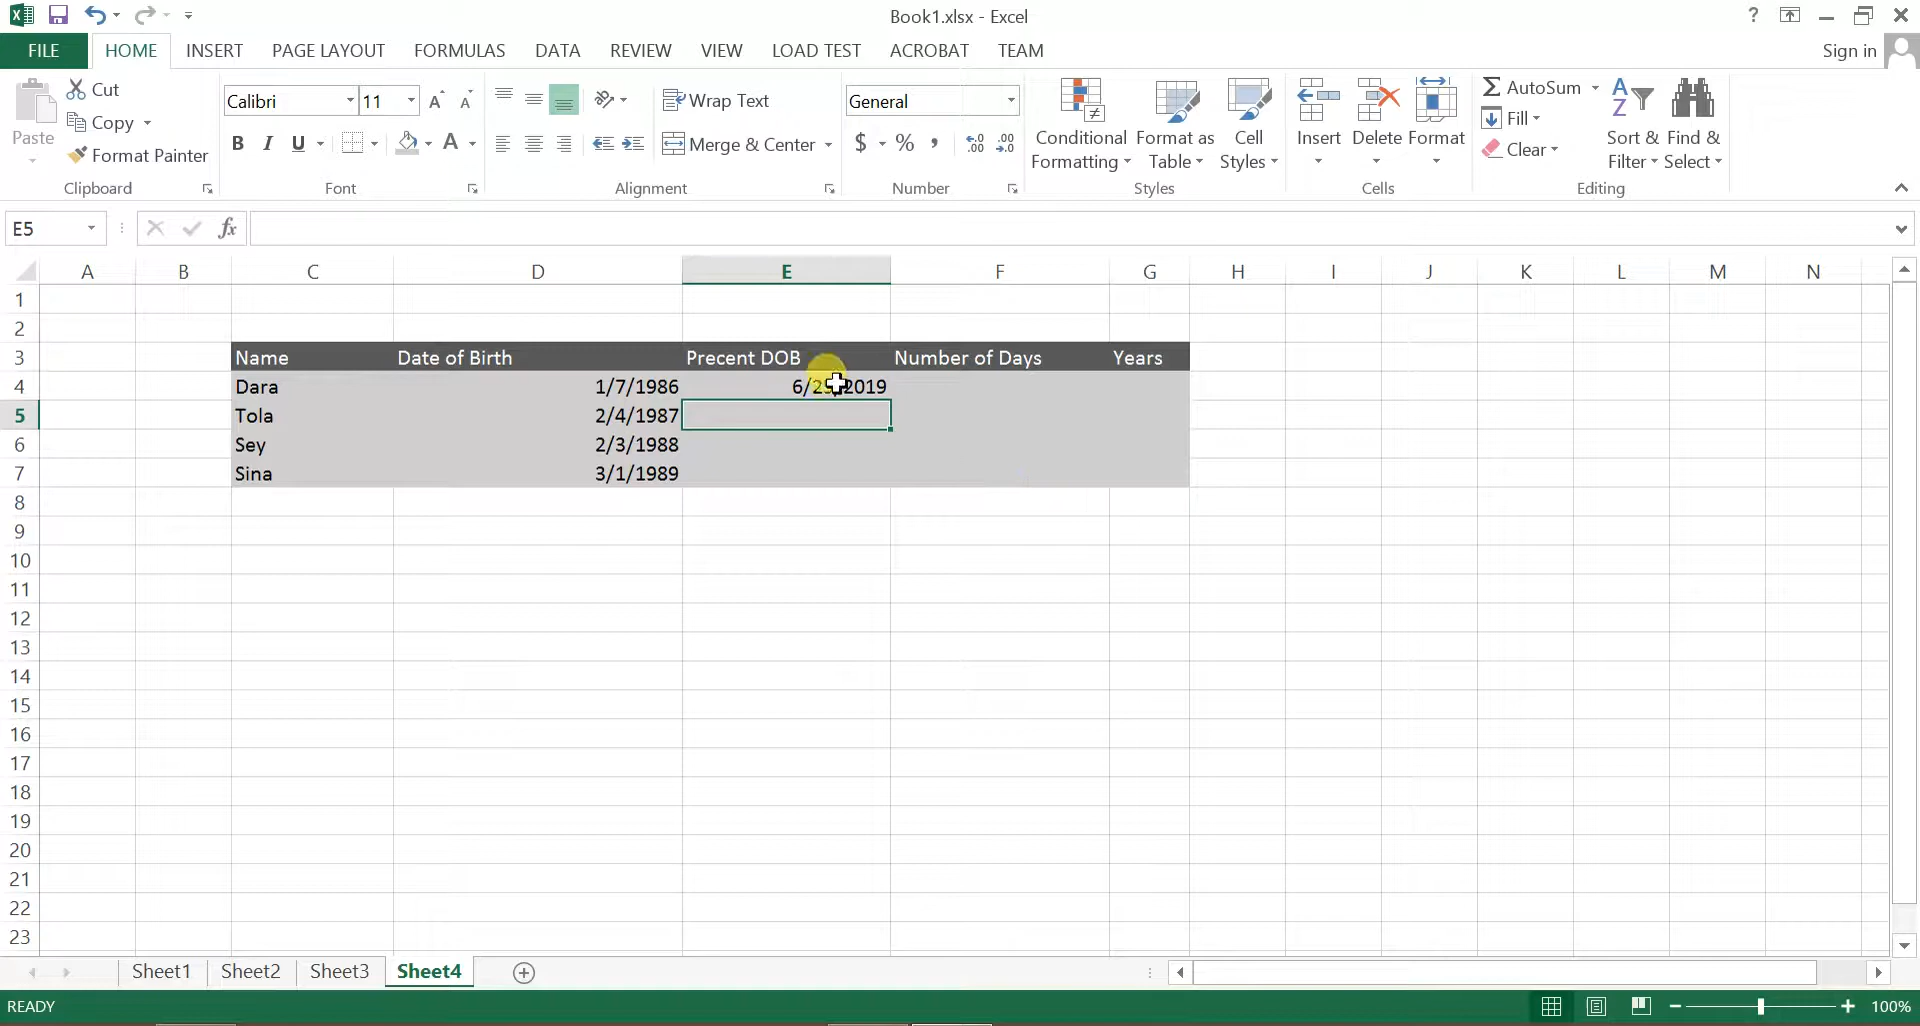 Book1.xlsx - Excel
?
FILE HOME INSERT PAGE LAYOUT FORMULAS DATA REVIEW VIEW LOAD TEST ACROBAT TEAM Sign in
Paste
Cut
Copy
Format Painter
Clipboard
Calibri 11
B I U A
Font
Wrap Text
Merge & Center
Alignment
General
$ % ,
Number
Conditional Formatting
Format as Table
Cell Styles
Styles
Insert
Delete
Format
Cells
AutoSum
Fill
Clear
Sort & Filter
Find & Select
Editing
E5 fx
A B C D E F G H I J K L M N
1
2
3 Name Date of Birth Precent DOB Number of Days Years
4 Dara 1/7/1986
5 Tola 2/4/1987
6 Sey 2/3/1988
7 Sina 3/1/1989
8
9
10
11
12
13
14
15
16
17
18
19
20
21
22
23
Sheet1 Sheet2 Sheet3 Sheet4
READY 100%